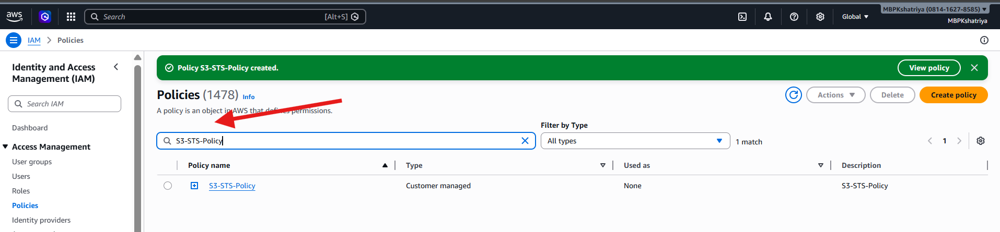 aws
Search [Alt+S]
Global
MBPKshatriya (0814-1627-8585)
MBPKshatriya
IAM > Policies
Identity and Access
Management (IAM)
Search IAM
Dashboard
Access Management
User groups
Users
Roles
Policies
Identity providers
Policy S3-STS-Policy created.
View policy
Policies (1478) Info
Actions
Delete
Create policy
A policy is an object in AWS that defines permissions.
Filter by Type
S3-STS-Policy
All types
1 match
1
Policy name Type Used as Description
S3-STS-Policy Customer managed None S3-STS-Policy